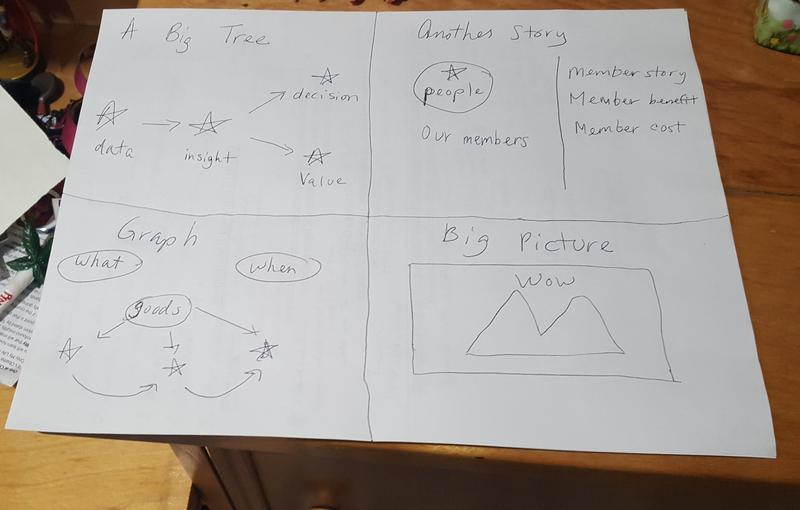 A Big Tree
decision
data
insight
Value
Another Story
people
Our members
Member story
Member benefit
Member cost
Graph
What
When
goods
Big Picture
Wow